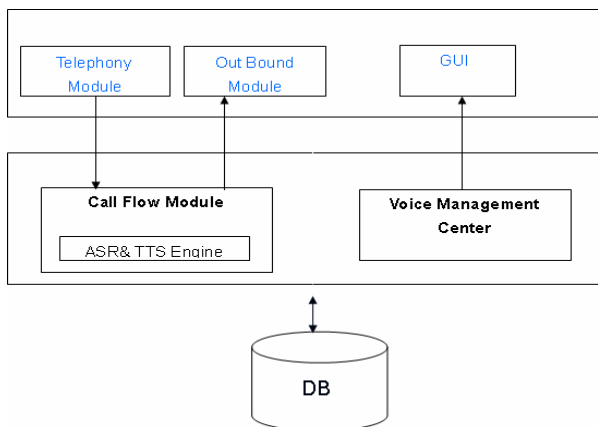 Telephony
Module
Out Bound
Module
GUI
Call Flow Module
ASR& TTS Engine
Voice Management
Center
DB